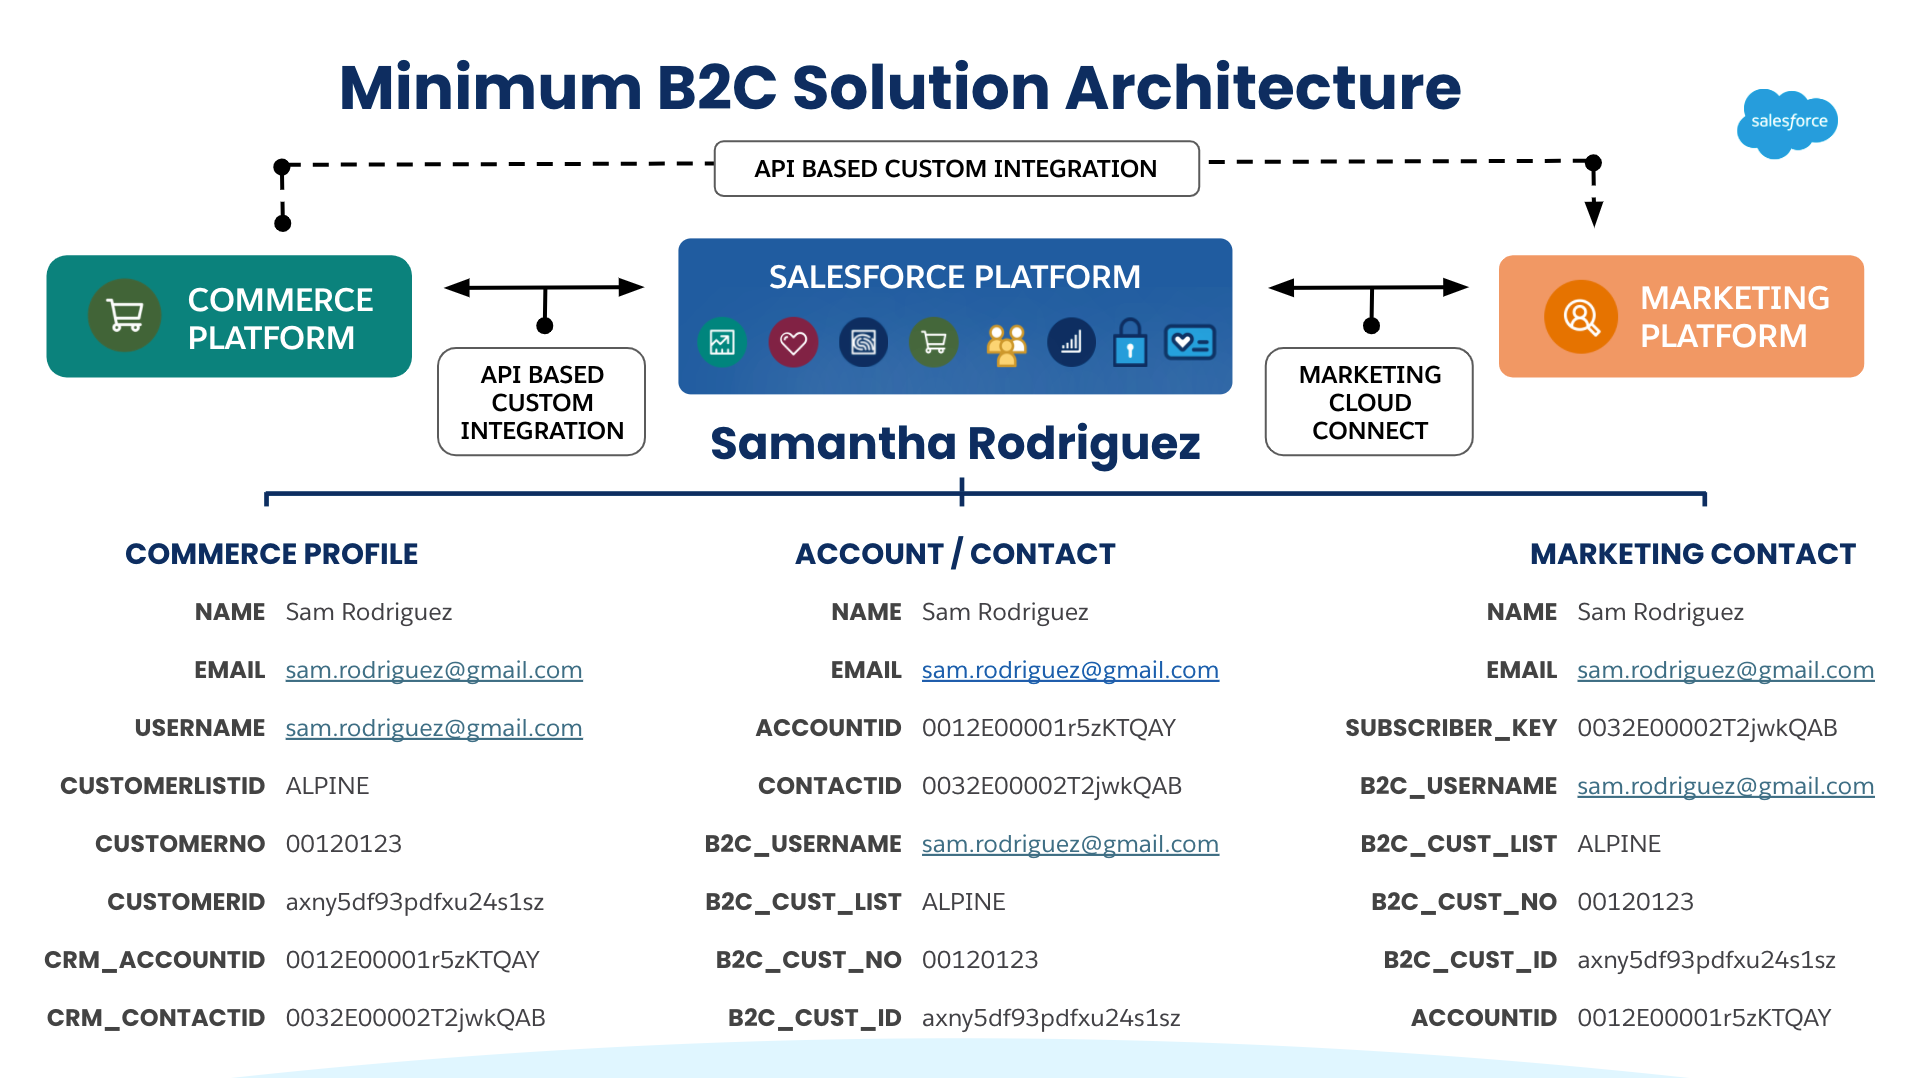 Minimum B2C Solution Architecture
salesforce
API BASED CUSTOM INTEGRATION
COMMERCE
PLATFORM
SALESFORCE PLATFORM
MARKETING
PLATFORM
API BASED
CUSTOM
INTEGRATION
MARKETING
CLOUD
CONNECT
Samantha Rodriguez
COMMERCE PROFILE
NAME Sam Rodriguez
EMAIL sam.rodriguez@gmail.com
USERNAME sam.rodriguez@gmail.com
CUSTOMERLISTID ALPINE
CUSTOMERNO 00120123
CUSTOMERID axny5df93pdfxu24s1sz
CRM_ACCOUNTID 0012E00001r5zKTQAY
CRM_CONTACTID 0032E00002T2jwkQAB
ACCOUNT / CONTACT
NAME Sam Rodriguez
EMAIL sam.rodriguez@gmail.com
ACCOUNTID 0012E00001r5zKTQAY
CONTACTID 0032E00002T2jwkQAB
B2C_USERNAME sam.rodriguez@gmail.com
B2C_CUST_LIST ALPINE
B2C_CUST_NO 00120123
B2C_CUST_ID axny5df93pdfxu24s1sz
MARKETING CONTACT
NAME Sam Rodriguez
EMAIL sam.rodriguez@gmail.com
SUBSCRIBER_KEY 0032E00002T2jwkQAB
B2C_USERNAME sam.rodriguez@gmail.com
B2C_CUST_LIST ALPINE
B2C_CUST_NO 00120123
B2C_CUST_ID axny5df93pdfxu24s1sz
ACCOUNTID 0012E00001r5zKTQAY